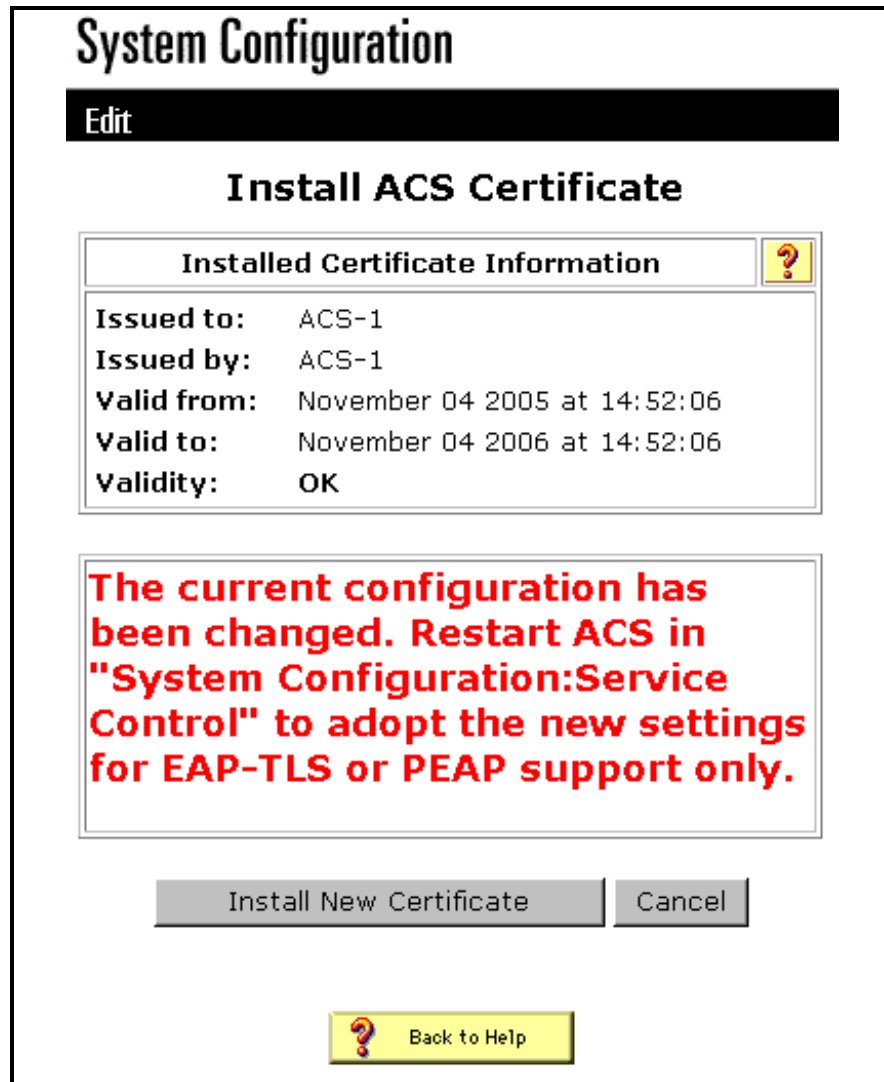 System Configuration
Edit
Install ACS Certificate
Installed Certificate Information ?
Issued to: ACS-1
Issued by: ACS-1
Valid from: November 04 2005 at 14:52:06
Valid to: November 04 2006 at 14:52:06
Validity: OK
The current configuration has
been changed. Restart ACS in
"System Configuration:Service
Control" to adopt the new settings
for EAP-TLS or PEAP support only.
Install New Certificate Cancel
? Back to Help